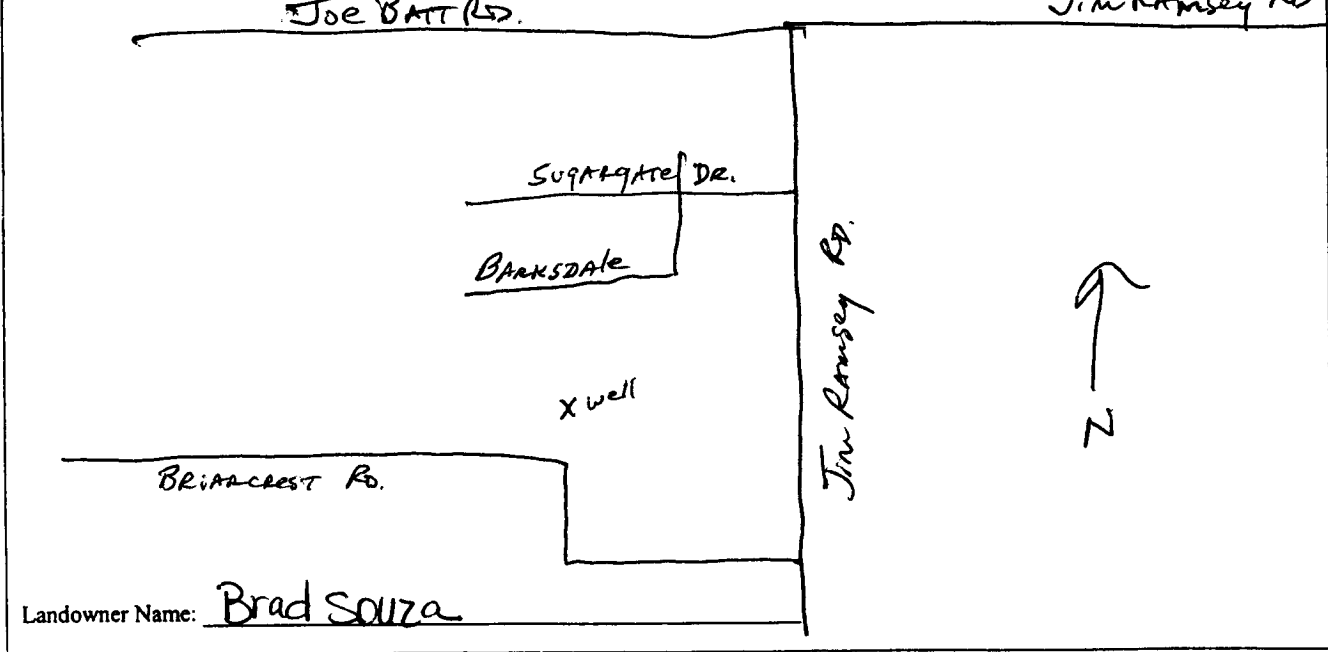 Joe BATT RD.
Jim RAmsey RD
SUgARgATe DR.
BARKSDAle
Jim RAmsey RD.
X well
BRiARCREST RD.
N
Landowner Name: Brad Souza